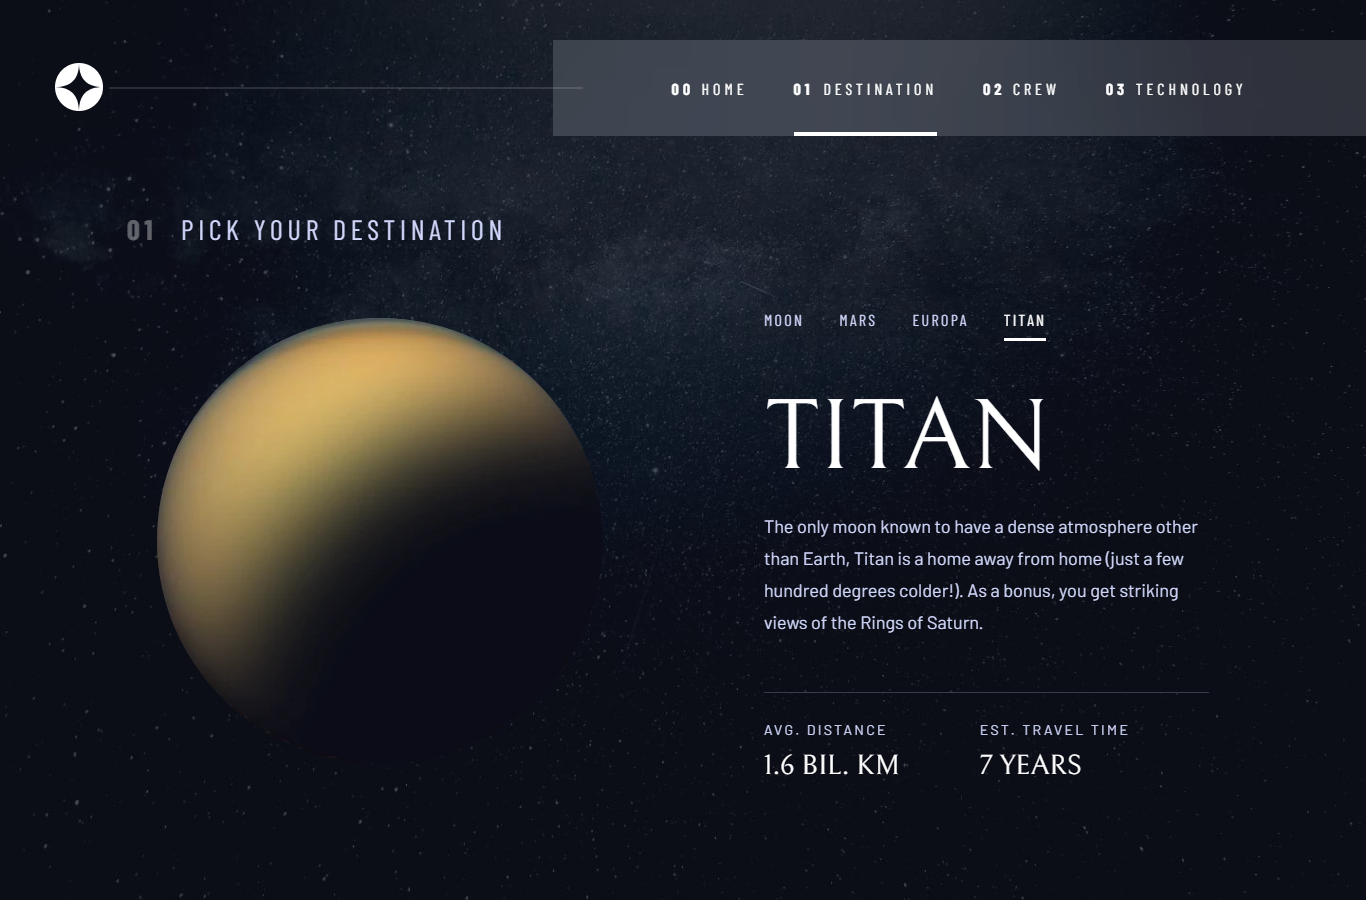 00 HOME 01 DESTINATION 02 CREW 03 TECHNOLOGY
01 PICK YOUR DESTINATION
MOON MARS EUROPA TITAN
TITAN
The only moon known to have a dense atmosphere other
than Earth, Titan is a home away from home (just a few
hundred degrees colder!). As a bonus, you get striking
views of the Rings of Saturn.
AVG. DISTANCE EST. TRAVEL TIME
1.6 BIL. KM 7 YEARS